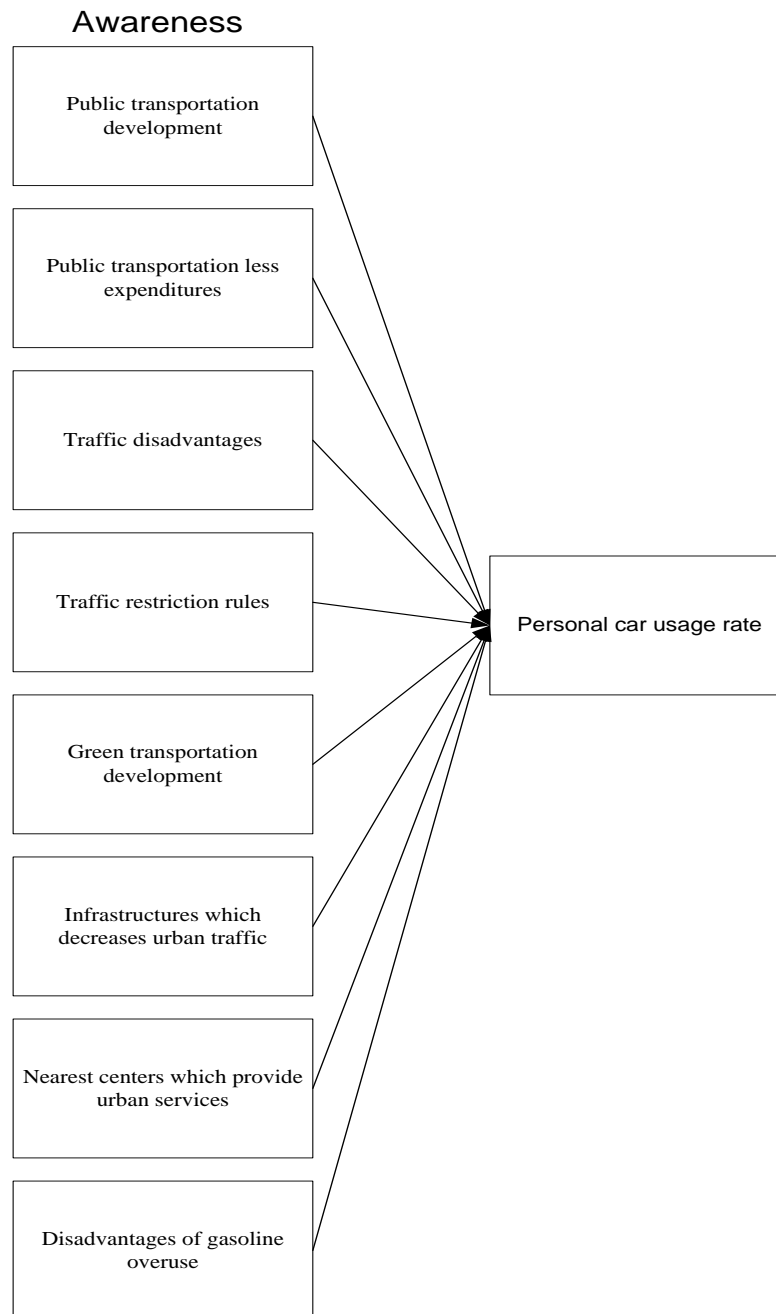 Awareness
Public transportation
development
Public transportation less
expenditures
Traffic disadvantages
Traffic restriction rules
Personal car usage rate
Green transportation
development
Infrastructures which
decreases urban traffic
Nearest centers which provide
urban services
Disadvantages of gasoline
overuse